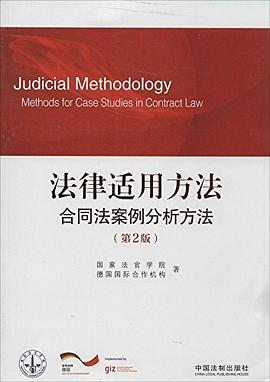 Judicial Methodology
Methods for Case Studies in Contract Law
法律适用方法
合同法案例分析方法
(第2版)
国家法官学院
德国国际合作机构 著
Implemented by
giz
中国法制出版社
CHINA LEGAL PUBLISHING HOUSE